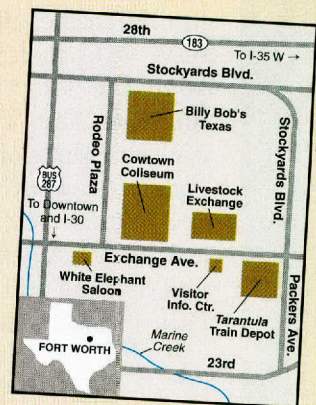 28th
183
To I-35 W →
Stockyards Blvd.
Billy Bob's
Texas
Rodeo Plaza
Stockyards Blvd.
Cowtown
Coliseum
Livestock
Exchange
BUS
287
To Downtown
and I-30
Exchange Ave.
White Elephant
Saloon
Visitor
Info. Ctr.
Tarantula
Train Depot
Packers Ave.
FORT WORTH
Marine
Creek
23rd